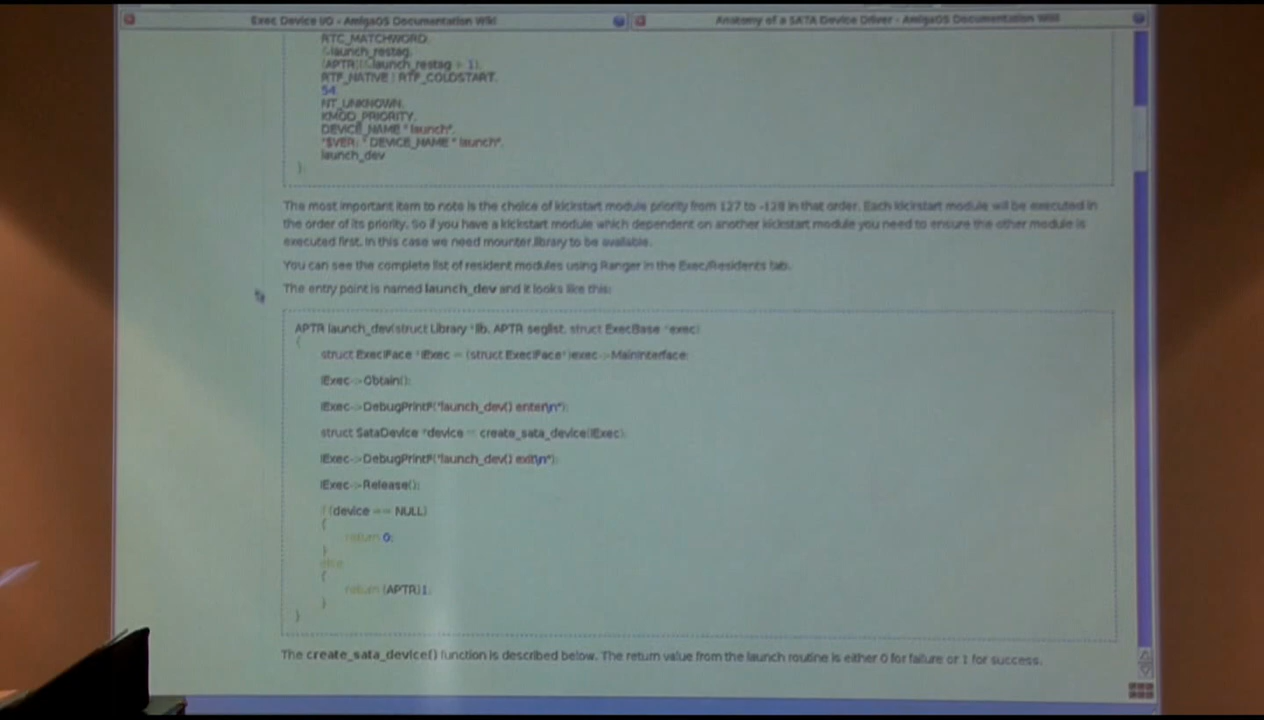 Exec Device I/O - AmigaOS Documentation Wiki
Anatomy of a SATA Device Driver - AmigaOS Documentation Wiki
RTC_MATCHWORD,
&launch_restag,
(APTR)(&launch_restag + 1),
RTF_NATIVE | RTF_COLDSTART,
54,
NT_UNKNOWN,
KMOD_PRIORITY,
DEVICE_NAME " launch",
"$VER: " DEVICE_NAME " launch",
launch_dev
};
The most important item to note is the choice of kickstart module priority from 127 to -128 in that order. Each kickstart module will be executed in
the order of its priority. So if you have a kickstart module which dependent on another kickstart module you need to ensure the other module is
executed first. In this case we need mounter.library to be available.
You can see the complete list of resident modules using Ranger in the Exec/Residents tab.
The entry point is named launch_dev and it looks like this:
APTR launch_dev(struct Library *lib, APTR seglist, struct ExecBase *exec)
{
struct ExecIFace *IExec = (struct ExecIFace*)exec->MainInterface;
IExec->Obtain();
IExec->DebugPrintF("launch_dev() enter\n");
struct SataDevice *device = create_sata_device(IExec);
IExec->DebugPrintF("launch_dev() exit\n");
IExec->Release();
if (device == NULL)
{
return 0;
}
else
{
return (APTR)1;
}
}
The create_sata_device() function is described below. The return value from the launch routine is either 0 for failure or 1 for success.